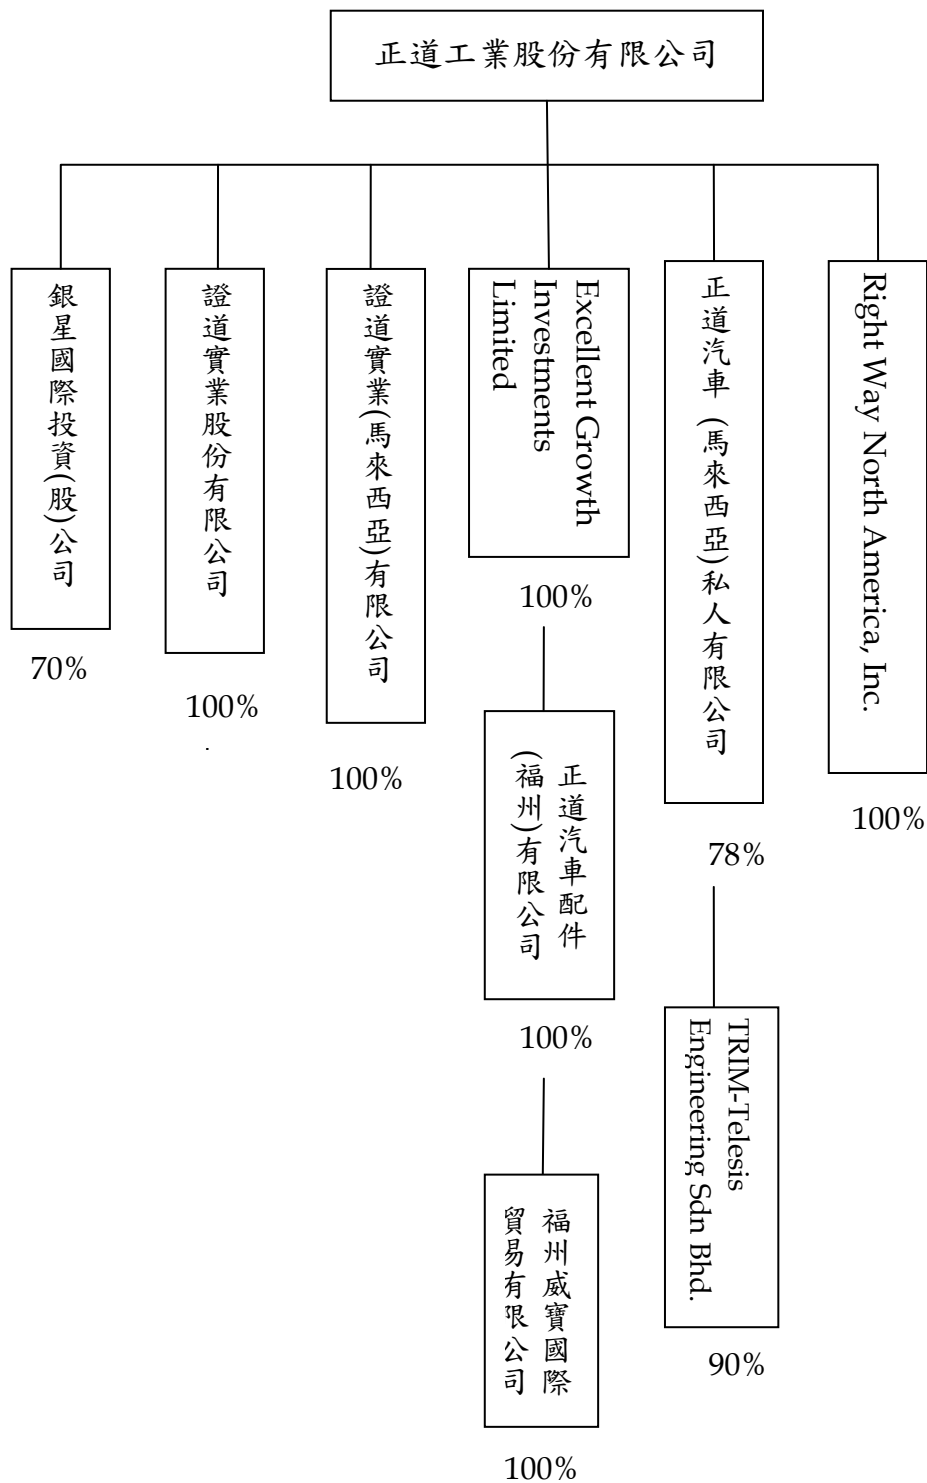 正道工業股份有限公司
銀星國際投資(股)公司
70%
證道實業股份有限公司
100%
證道實業(馬來西亞)有限公司
100%
Excellent Growth
Investments
Limited
100%
正道汽車配件
(福州)有限公司
100%
福州威寶國際
貿易有限公司
100%
正道汽車 (馬來西亞)私人有限公司
78%
TRIM-Telesis
Engineering Sdn Bhd.
90%
Right Way North America, Inc.
100%